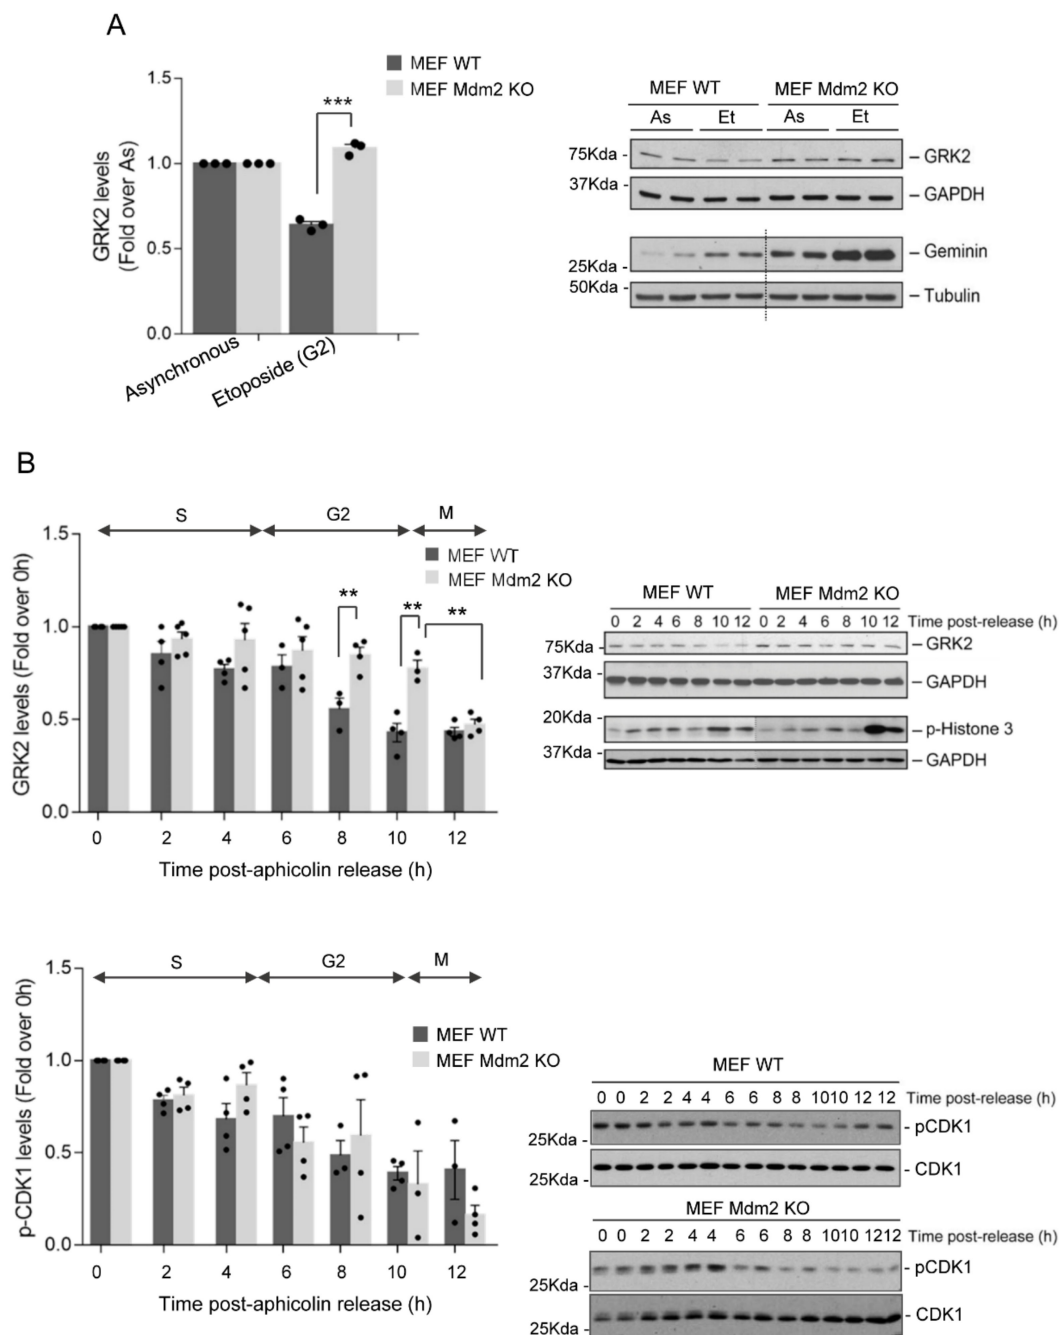 A
MEF WT
MEF Mdm2 KO
1.5
1.0
0.5
0.0
***
GRK2 levels
(Fold over As)
Asynchronous
Etoposide (G2)
MEF WT MEF Mdm2 KO
As Et As Et
75Kda - – GRK2
37Kda - – GAPDH
– Geminin
25Kda -
50Kda - – Tubulin
B
S G2 M
1.5
1.0
0.5
0.0
MEF WT
MEF Mdm2 KO
** ** **
GRK2 levels (Fold over 0h)
0 2 4 6 8 10 12
Time post-aphicolin release (h)
MEF WT MEF Mdm2 KO
0 2 4 6 8 10 12 0 2 4 6 8 10 12 Time post-release (h)
75Kda - – GRK2
37Kda - – GAPDH
20Kda - – p-Histone 3
37Kda - – GAPDH
S G2 M
1.5
1.0
0.5
0.0
MEF WT
MEF Mdm2 KO
p-CDK1 levels (Fold over 0h)
0 2 4 6 8 10 12
Time post-aphicolin release (h)
MEF WT
0 0 2 2 4 4 6 6 8 8 1010 12 12 Time post-release (h)
- pCDK1
25Kda -
- CDK1
25Kda -
MEF Mdm2 KO
0 0 2 2 4 4 6 6 8 8 1010 1212 Time post-release (h)
- pCDK1
25Kda -
- CDK1
25Kda -